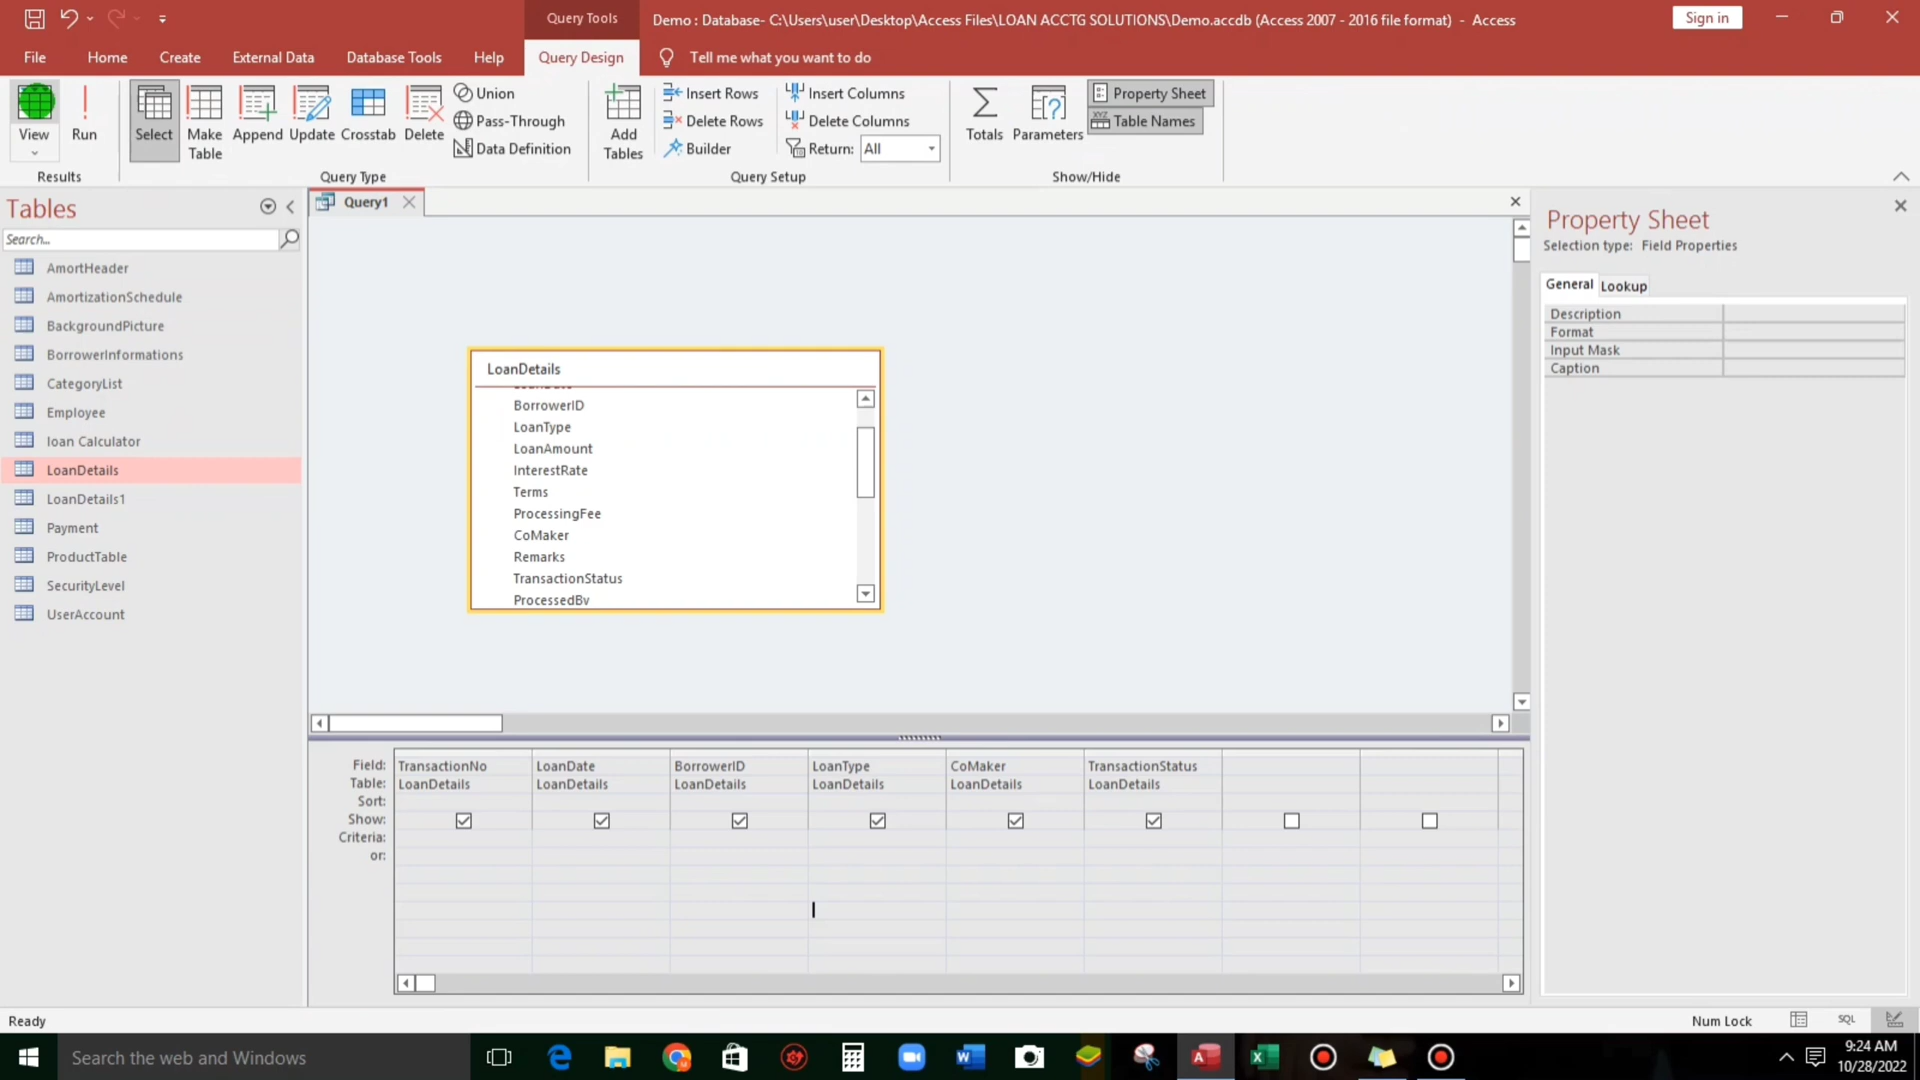 Query Tools
Demo : Database- C:\Users\user\Desktop\Access Files\LOAN ACCTG SOLUTIONS\Demo.accdb (Access 2007 - 2016 file format) - Access
Sign in
File Home Create External Data Database Tools Help Query Design Tell me what you want to do
View Run
Results
Select Make Table Append Update Crosstab Delete
Union
Pass-Through
Data Definition
Query Type
Add Tables
Insert Rows
Delete Rows
Builder
Insert Columns
Delete Columns
Return: All
Query Setup
Totals Parameters
Property Sheet
XYZ Table Names
Show/Hide
Tables
Search...
AmortHeader
AmortizationSchedule
BackgroundPicture
BorrowerInformations
CategoryList
Employee
loan Calculator
LoanDetails
LoanDetails1
Payment
ProductTable
SecurityLevel
UserAccount
Query1
LoanDetails
LoanDate
BorrowerID
LoanType
LoanAmount
InterestRate
Terms
ProcessingFee
CoMaker
Remarks
TransactionStatus
ProcessedBy
Field: TransactionNo LoanDate BorrowerID LoanType CoMaker TransactionStatus
Table: LoanDetails LoanDetails LoanDetails LoanDetails LoanDetails LoanDetails
Sort:
Show:
Criteria:
or:
Property Sheet
Selection type: Field Properties
General Lookup
Description
Format
Input Mask
Caption
Ready
Num Lock
SQL
Search the web and Windows
9:24 AM
10/28/2022